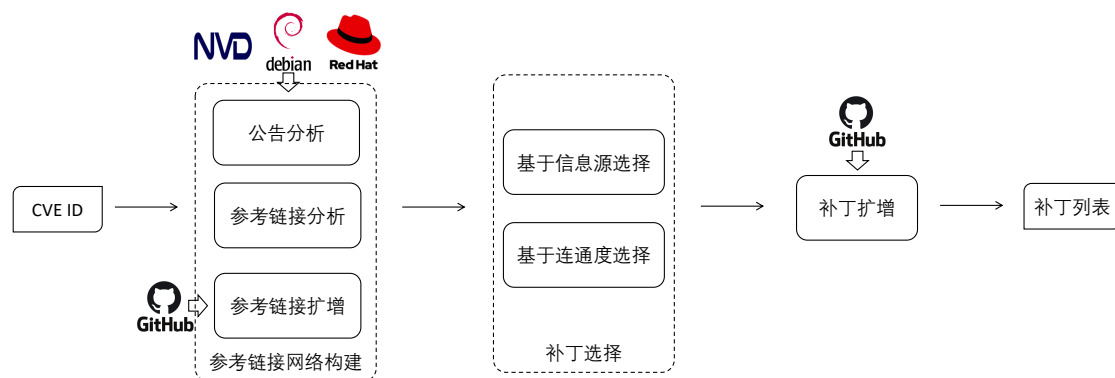 NVD
debian
Red Hat
公告分析
参考链接分析
参考链接扩增
参考链接网络构建
CVE ID
GitHub
基于信息源选择
基于连通度选择
补丁选择
GitHub
补丁扩增
补丁列表